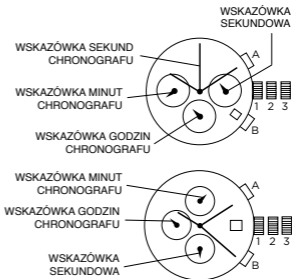 WSKAZÓWKA
SEKUNDOWA
WSKAZÓWKA SEKUND
CHRONOGRAFU
A
WSKAZÓWKA MINUT
CHRONOGRAFU
1 2 3
B
WSKAZÓWKA GODZIN
CHRONOGRAFU
WSKAZÓWKA MINUT
CHRONOGRAFU
A
WSKAZÓWKA GODZIN
CHRONOGRAFU
1 2 3
WSKAZÓWKA
SEKUNDOWA
B